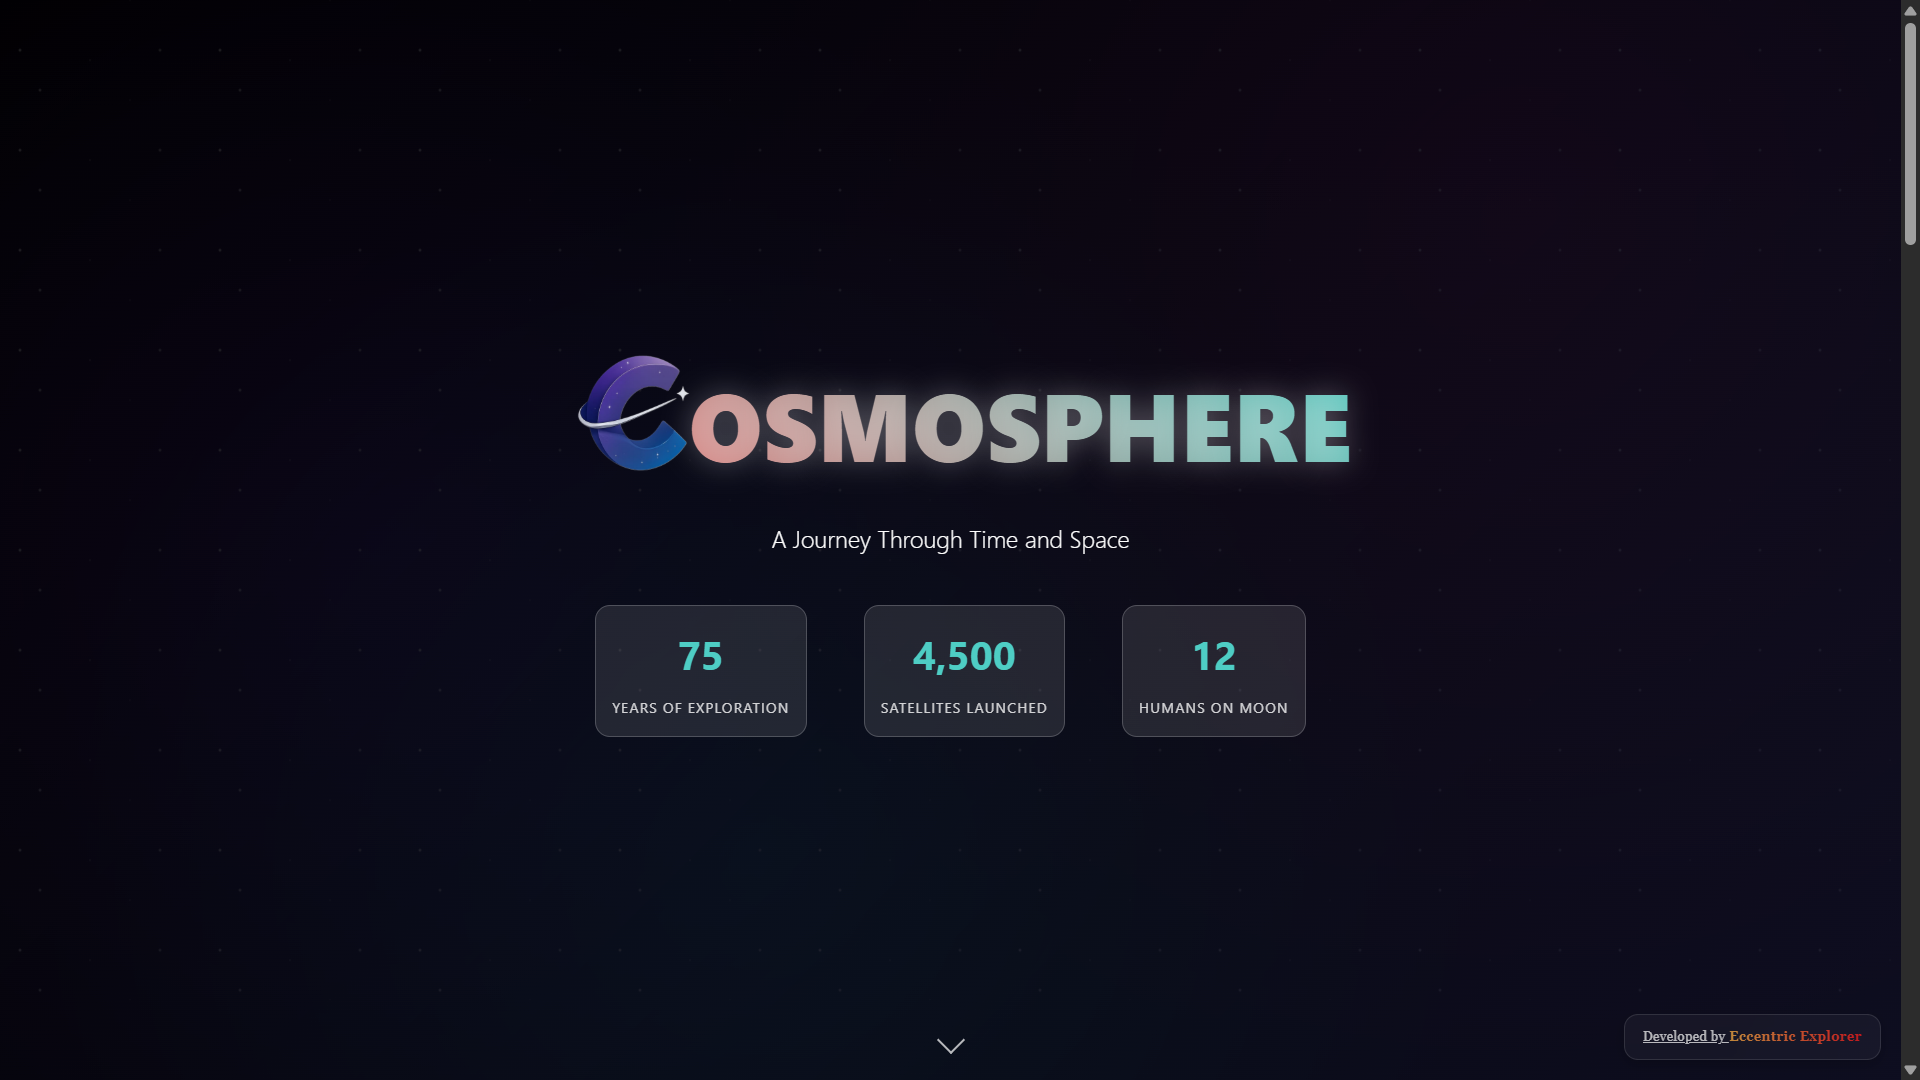 COSMOSPHERE
A Journey Through Time and Space
75
YEARS OF EXPLORATION
4,500
SATELLITES LAUNCHED
12
HUMANS ON MOON
Developed by Eccentric Explorer